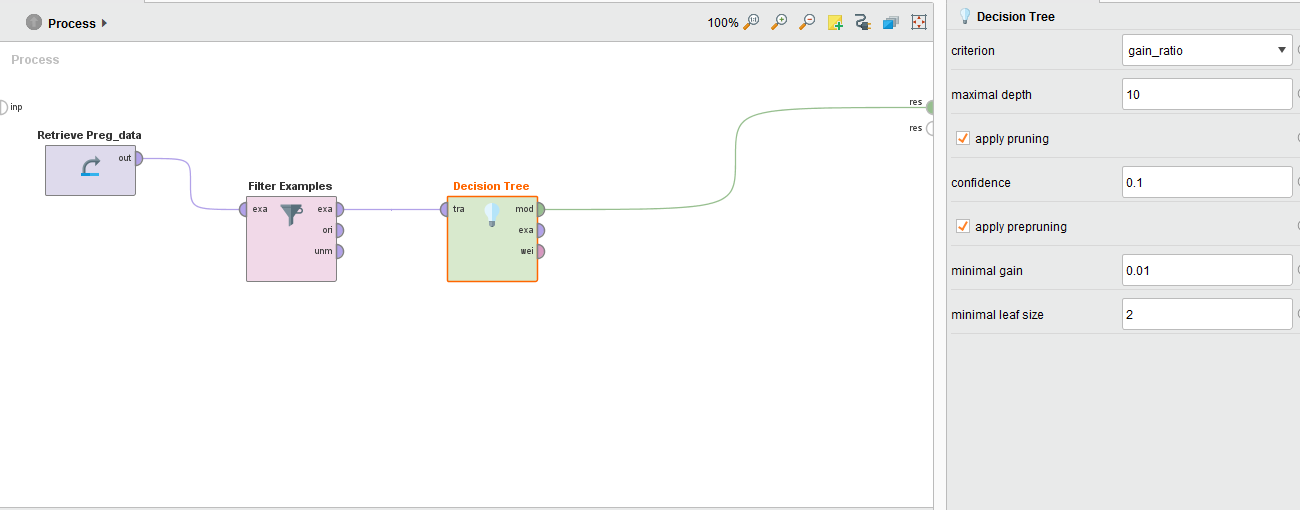 Process
100%
Process
inp
res
res
Retrieve Preg_data
out
Filter Examples
exa
exa
ori
unm
Decision Tree
tra
mod
exa
wei
Decision Tree
criterion
gain_ratio
maximal depth
10
apply pruning
confidence
0.1
apply prepruning
minimal gain
0.01
minimal leaf size
2